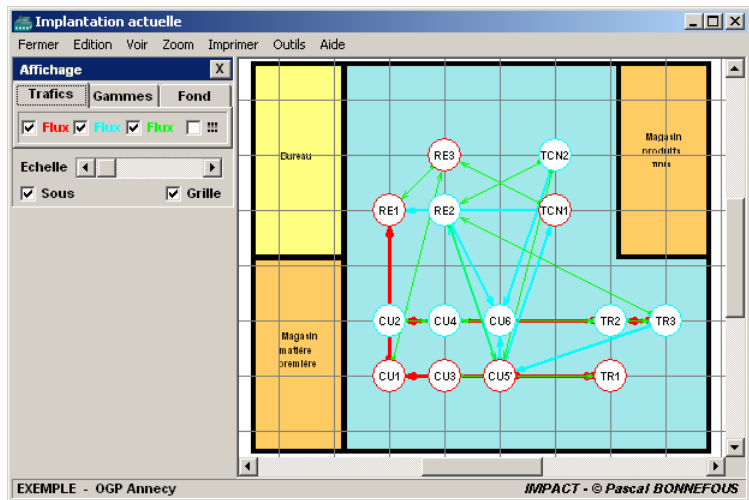 Implantation actuelle
Fermer Edition Voir Zoom Imprimer Outils Aide
Affichage X
Trafics Gammes Fond
Flux Flux Flux !!!
Echelle
Sous Grille
Bureau
Magasin
produits
finis
RE3 TCN2
RE1 RE2 TCN1
CU2 CU4 CU6 TR2 TR3
Magasin
matière
première
CU1 CU3 CU5' TR1
EXEMPLE - OGP Annecy
IMPACT - © Pascal BONNEFOUS